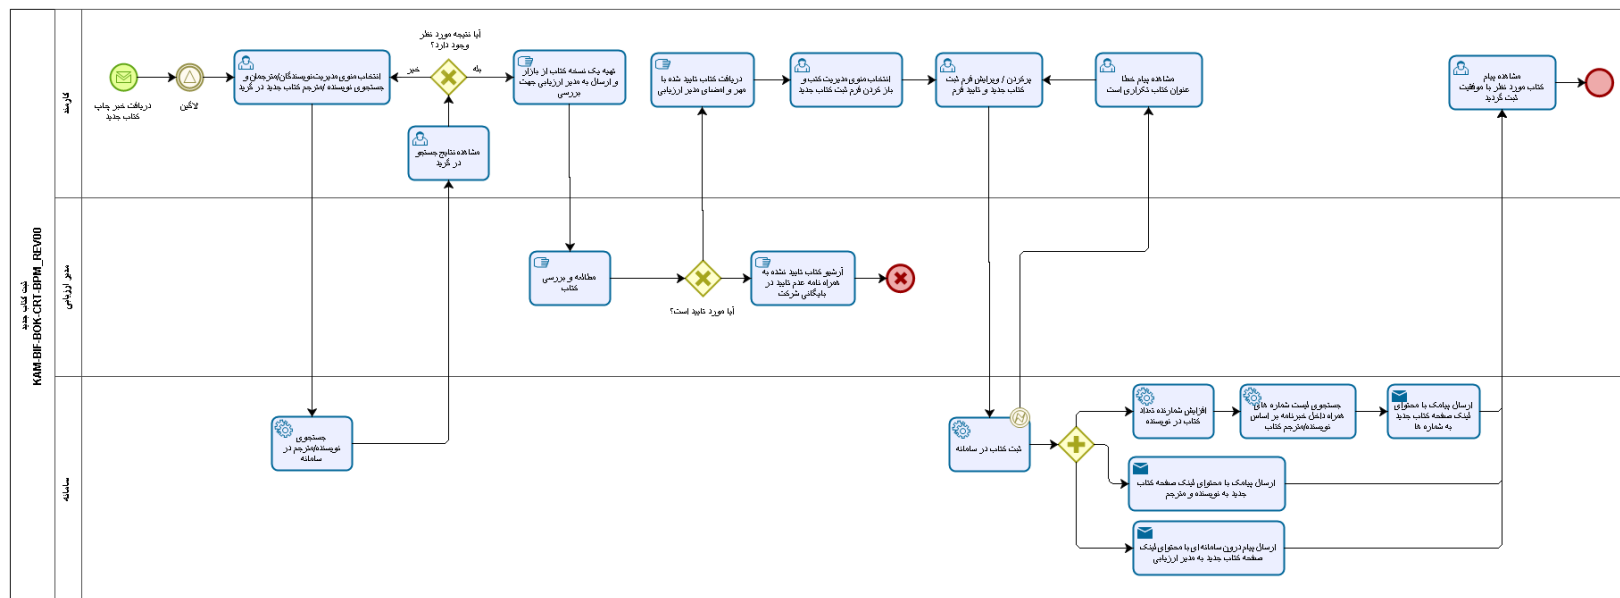 ثبت کتاب جدید
KAM-BIF-BOK-CRT-BPM_REV00
کارمند
دریافت خبر چاپ
کتاب جدید
لاگین
انتخاب منوی مدیریت نویسندگان/مترجمان و
جستجوی نویسنده /مترجم کتاب جدید در گرید
آیا نتیجه مورد نظر
وجود دارد؟
خیر
بله
مشاهده نتایج جستجو
در گرید
تهیه یک نسخه کتاب از بازار
و ارسال به مدیر ارزیابی جهت
بررسی
دریافت کتاب تایید شده با
مهر و امضای مدیر ارزیابی
انتخاب منوی مدیریت کتب و
باز کردن فرم ثبت کتاب جدید
پرکردن / ویرایش فرم ثبت
کتاب جدید و تایید فرم
مشاهده پیام خطا
عنوان کتاب تکراری است
مشاهده پیام
کتاب مورد نظر با موفقیت
ثبت گردید
مدیر ارزیابی
مطالعه و بررسی
کتاب
آیا مورد تایید است؟
آرشیو کتاب تایید نشده به
همراه نامه عدم تایید در
بایگانی شرکت
سامانه
جستجوی
نویسنده/مترجم در
سامانه
ثبت کتاب در سامانه
افزایش شمارنده تعداد
کتاب در نویسنده
جستجوی لیست شماره های
همراه داخل خبرنامه بر اساس
نویسنده/مترجم کتاب
ارسال پیامک با محتوای
لینک صفحه کتاب جدید
به شماره ها
ارسال پیامک با محتوای لینک صفحه کتاب
جدید به نویسنده و مترجم
ارسال پیام درون سامانه ای با محتوای لینک
صفحه کتاب جدید به مدیر ارزیابی